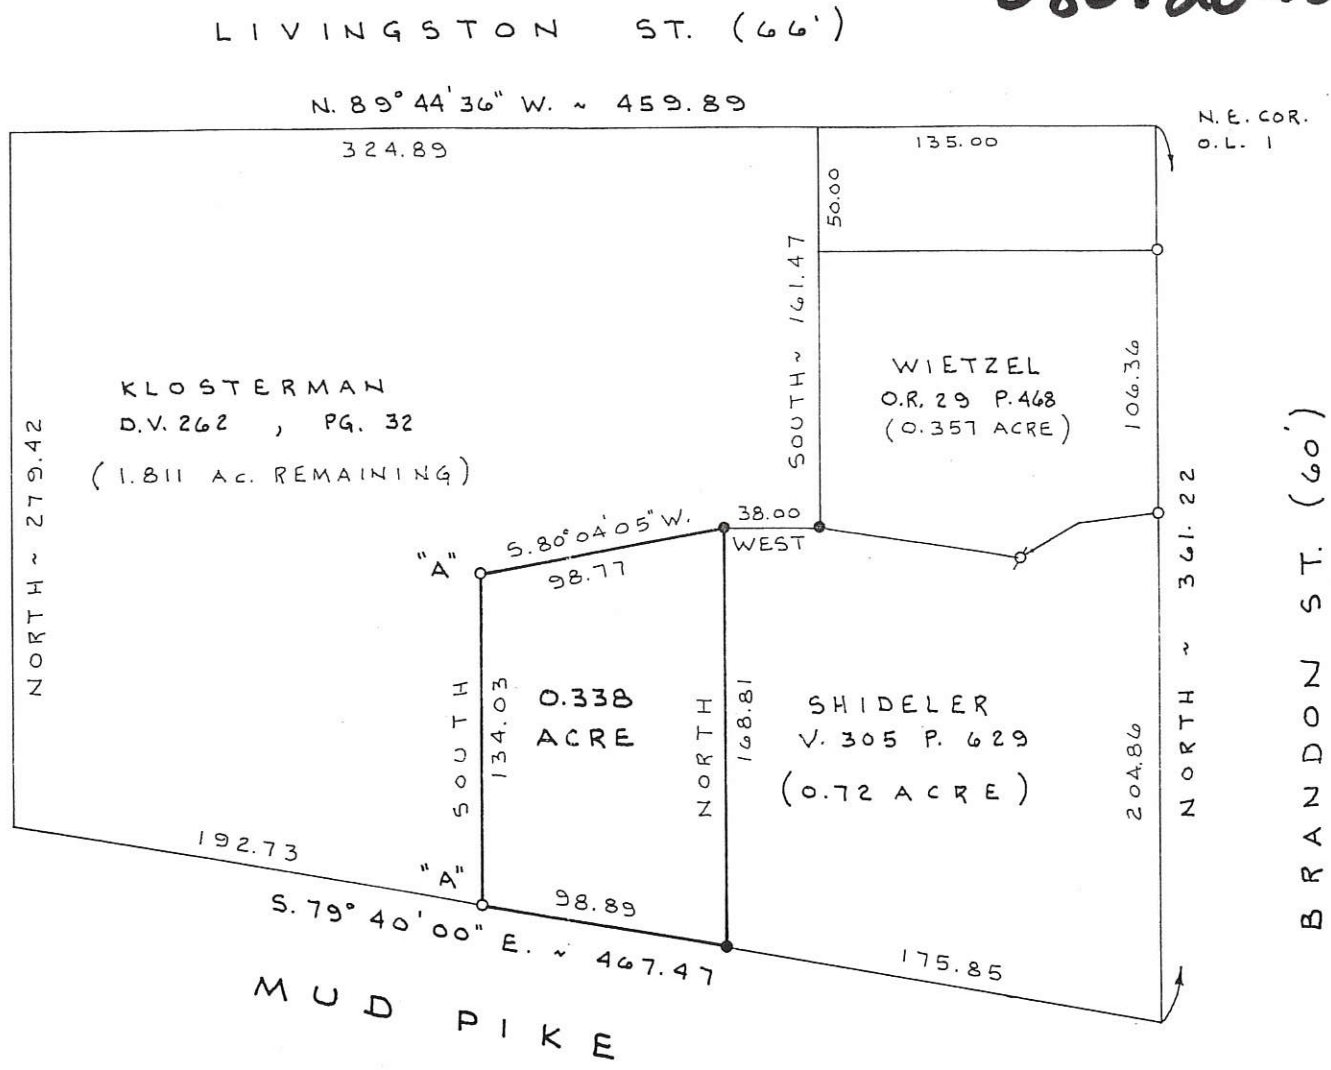 LIVINGSTON ST. (66')
N. 89° 44' 36" W. ~ 459.89
N.E. COR.
O.L. 1
324.89
135.00
50.00
SOUTH ~ 161.47
KLOSTERMAN
D.V. 262 , PG. 32
(1.811 AC. REMAINING)
NORTH ~ 279.42
WIETZEL
O.R. 29 P. 468
(0.357 ACRE)
106.36
NORTH ~ 361.22
BRANDON ST. (60')
S. 80° 04' 05" W.
98.77
38.00
WEST
"A"
SOUTH
134.03
0.338
ACRE
NORTH
168.81
SHIDELER
V. 305 P. 629
(0.72 ACRE)
204.86
192.73
"A"
98.89
S. 79° 40' 00" E. ~ 467.47
175.85
MUD PIKE